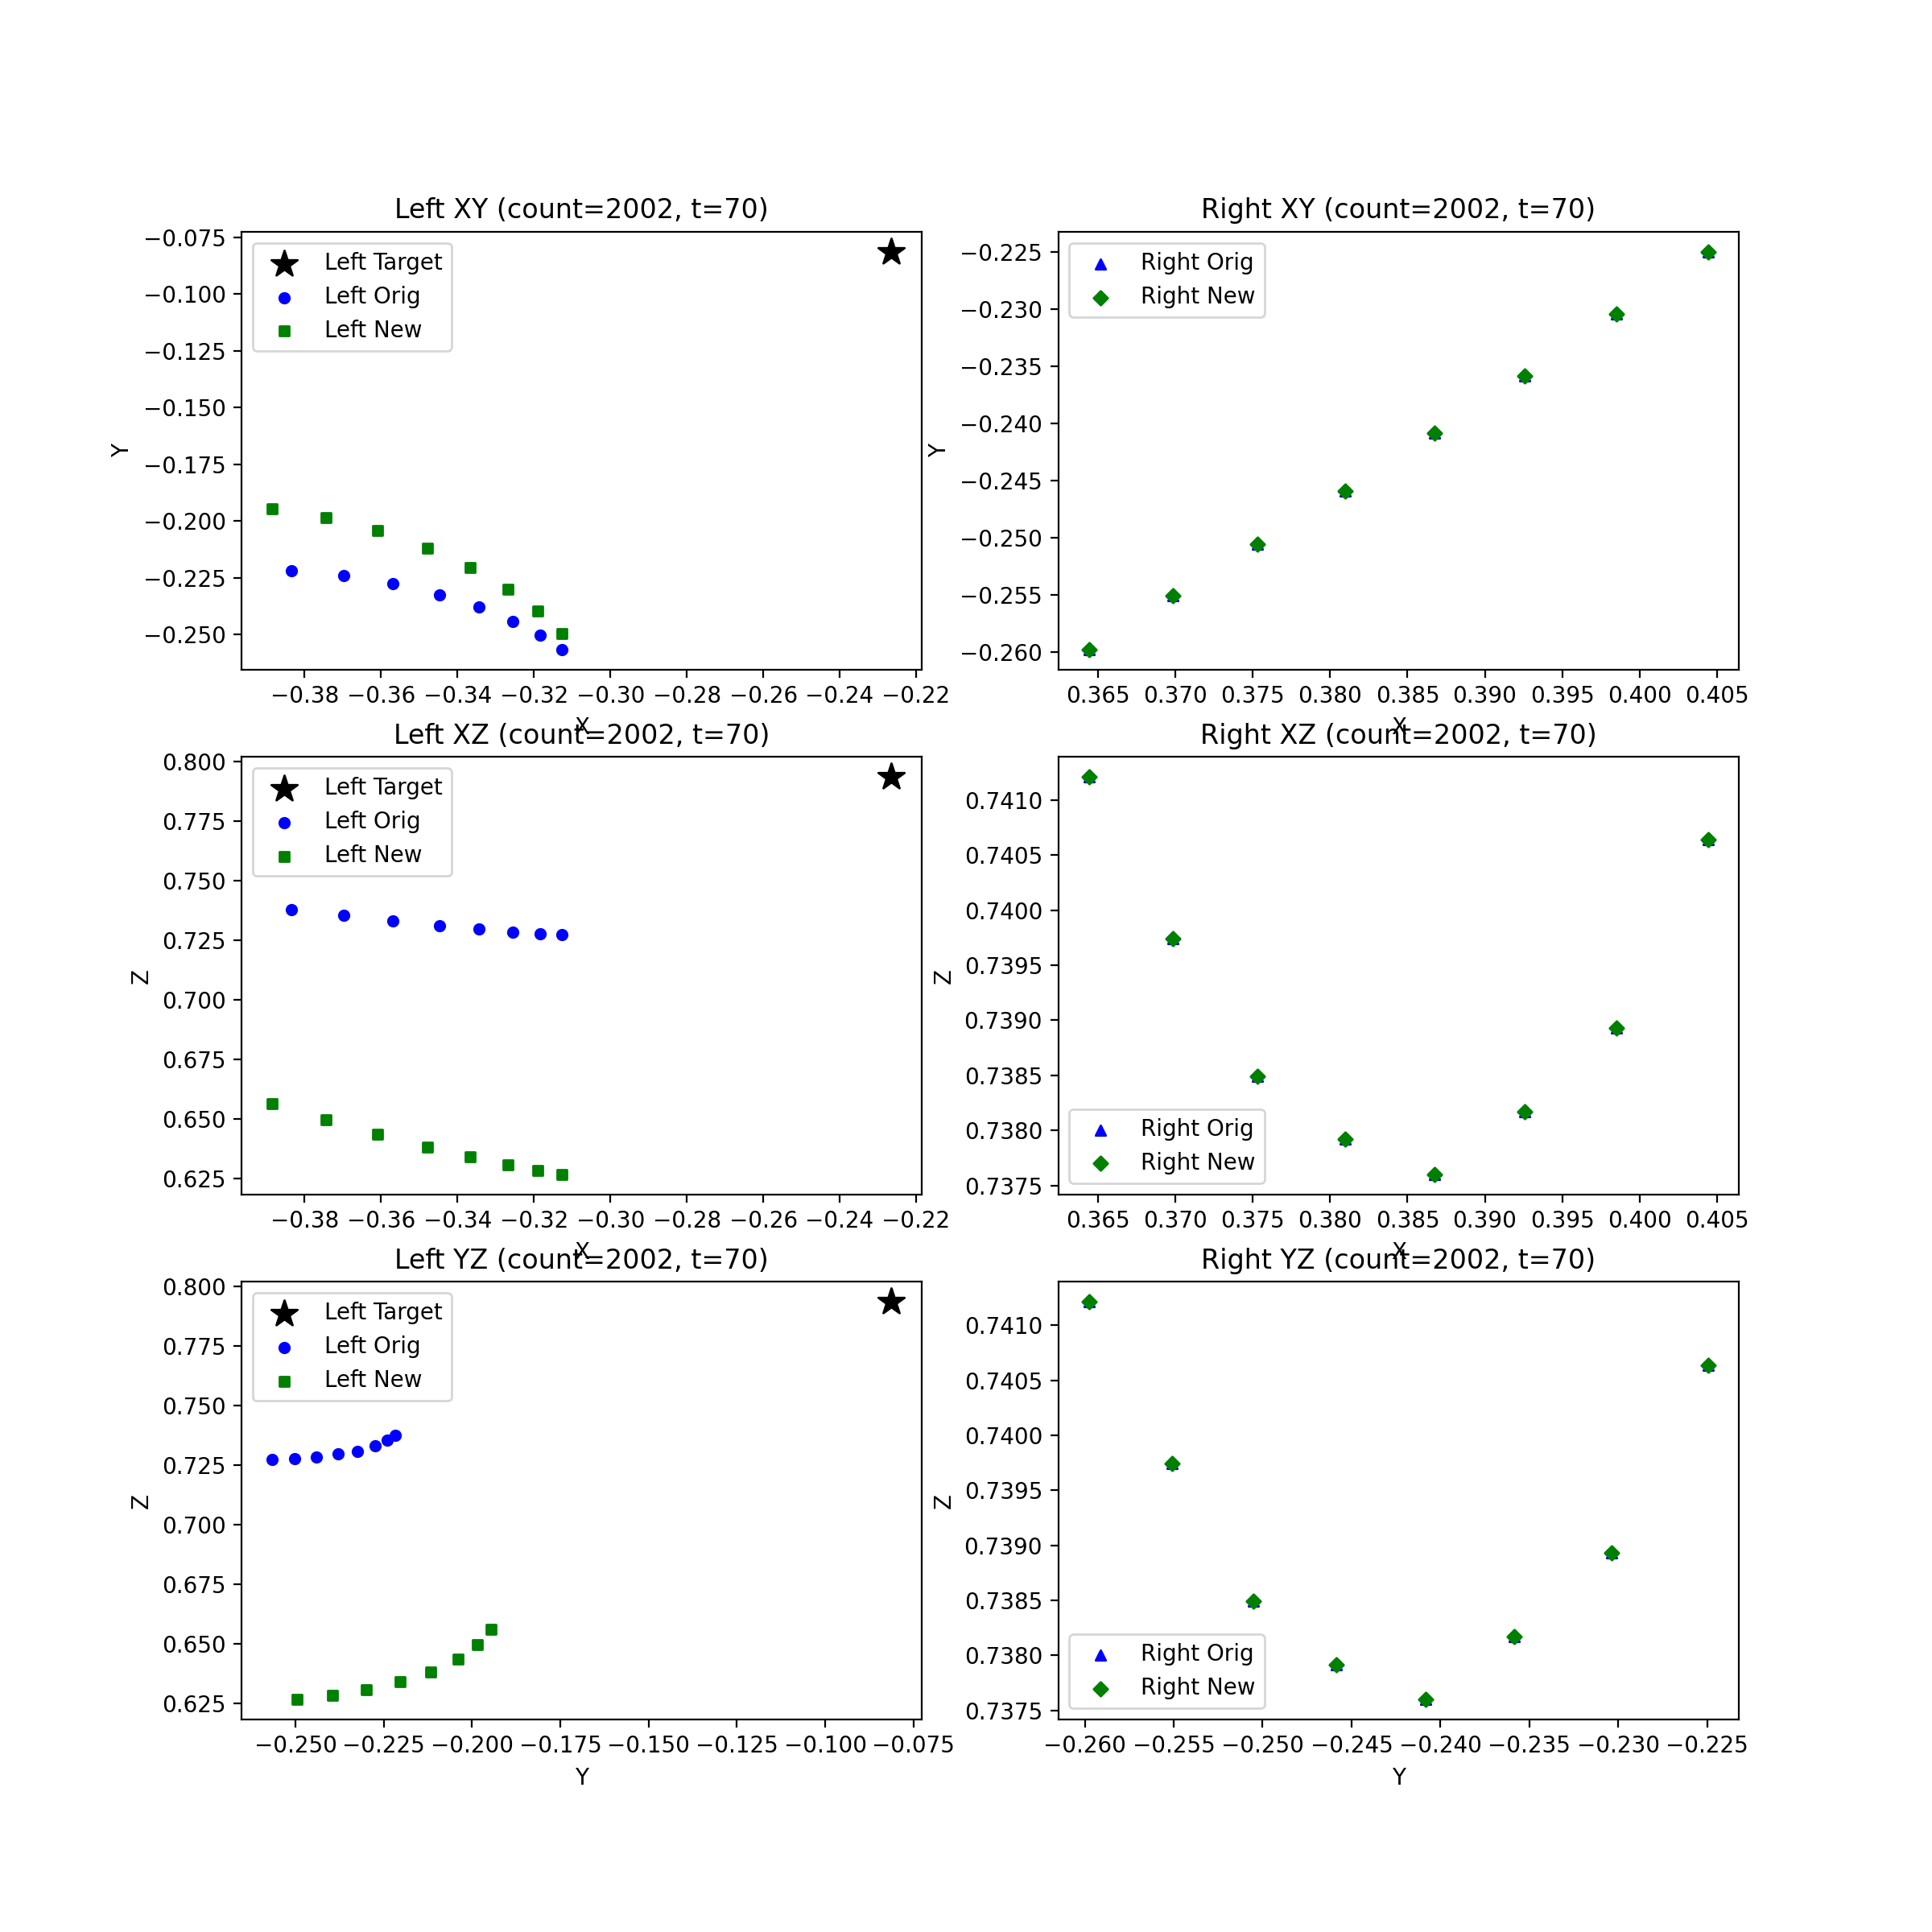 Left XY (count=2002, t=70)
−0.075
−0.100
−0.125
−0.150
−0.175
−0.200
−0.225
−0.250
Y
Left Target
Left Orig
Left New
−0.38 −0.36 −0.34 −0.32 −0.30 −0.28 −0.26 −0.24 −0.22
X
Right XY (count=2002, t=70)
−0.225
−0.230
−0.235
−0.240
−0.245
−0.250
−0.255
−0.260
Y
Right Orig
Right New
0.365 0.370 0.375 0.380 0.385 0.390 0.395 0.400 0.405
X
Left XZ (count=2002, t=70)
0.800
0.775
0.750
0.725
0.700
0.675
0.650
0.625
Z
Left Target
Left Orig
Left New
−0.38 −0.36 −0.34 −0.32 −0.30 −0.28 −0.26 −0.24 −0.22
X
Right XZ (count=2002, t=70)
0.7410
0.7405
0.7400
0.7395
0.7390
0.7385
0.7380
0.7375
Z
Right Orig
Right New
0.365 0.370 0.375 0.380 0.385 0.390 0.395 0.400 0.405
X
Left YZ (count=2002, t=70)
0.800
0.775
0.750
0.725
0.700
0.675
0.650
0.625
Z
Left Target
Left Orig
Left New
−0.250 −0.225 −0.200 −0.175 −0.150 −0.125 −0.100 −0.075
Y
Right YZ (count=2002, t=70)
0.7410
0.7405
0.7400
0.7395
0.7390
0.7385
0.7380
0.7375
Z
Right Orig
Right New
−0.260 −0.255 −0.250 −0.245 −0.240 −0.235 −0.230 −0.225
Y